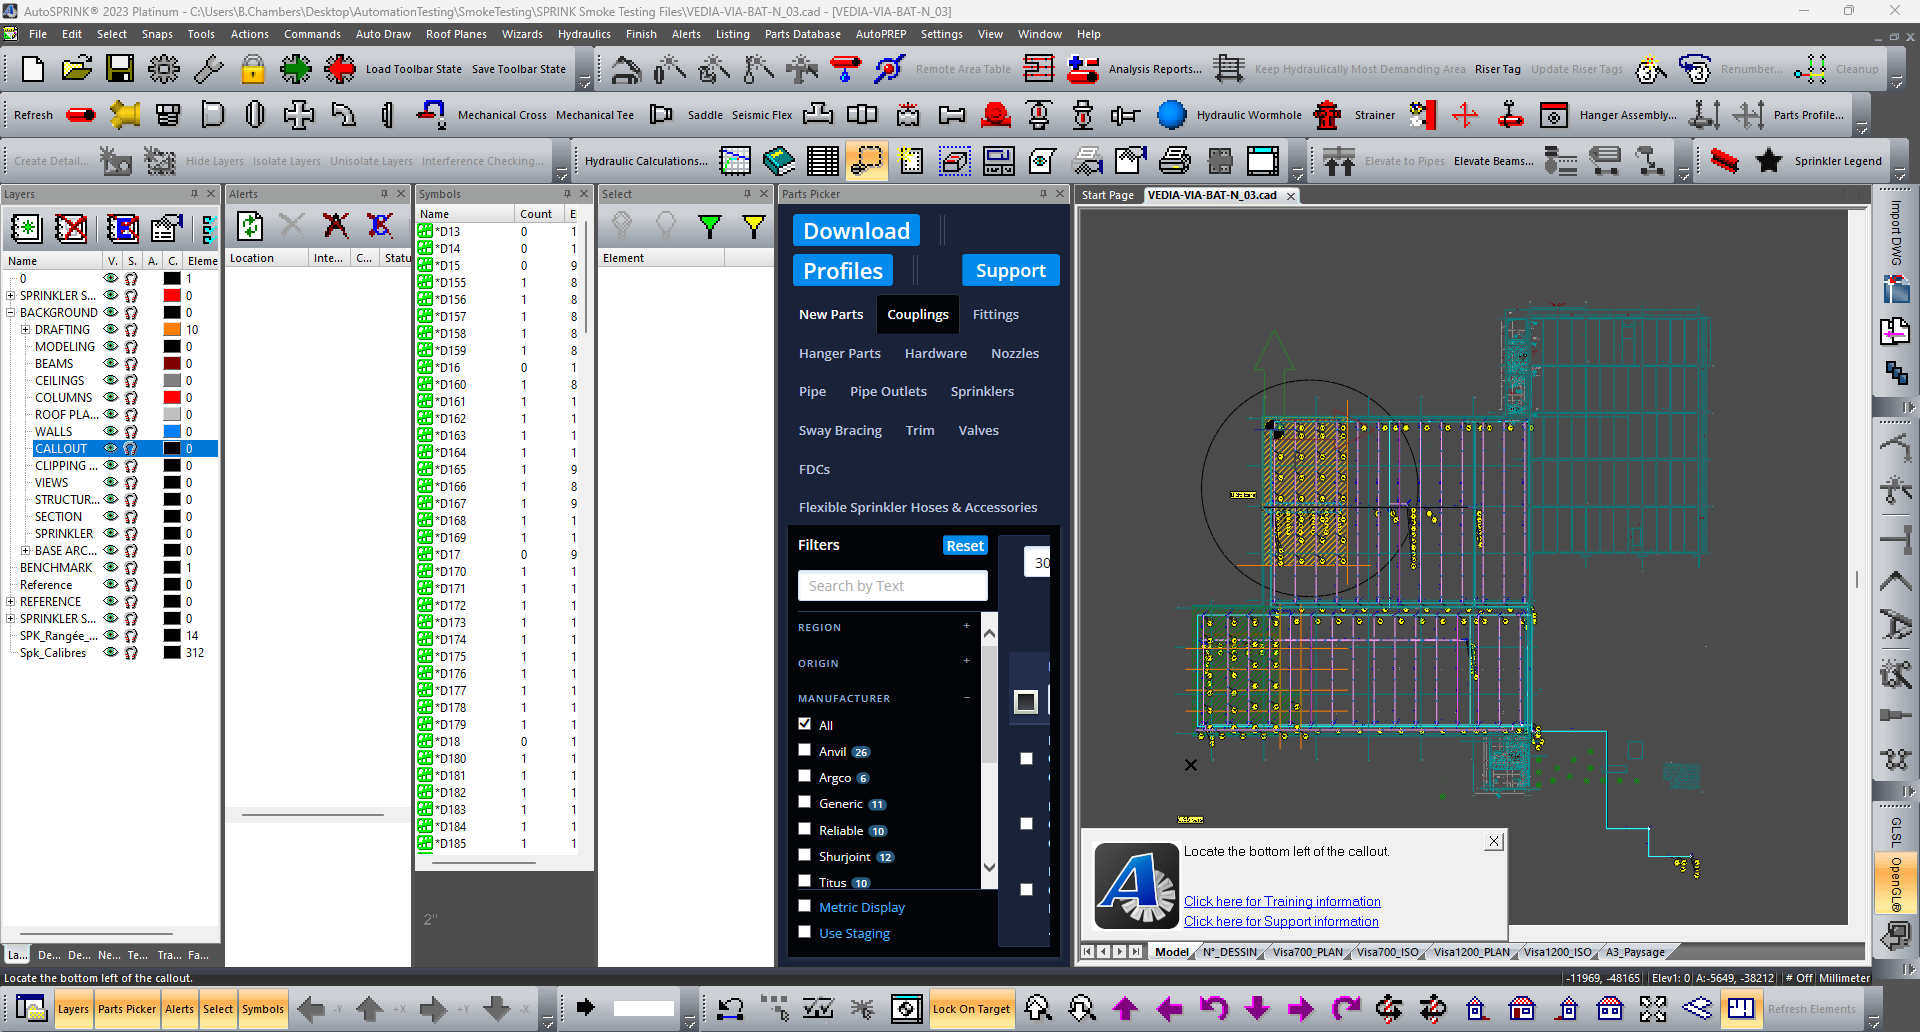 AutoSPRINK® 2023 Platinum - C:\Users\B.Chambers\Desktop\AutomationTesting\SmokeTesting\SPRINK Smoke Testing Files\VEDIA-VIA-BAT-N_03.cad - [VEDIA-VIA-BAT-N_03]
File Edit Select Snaps Tools Actions Commands Auto Draw Roof Planes Wizards Hydraulics Finish Alerts Listing Parts Database AutoPREP Settings View Window Help
Load Toolbar State Save Toolbar State Remote Area Table Analysis Reports... Keep Hydraulically Most Demanding Area Riser Tag Update Riser Tags Renumber... Cleanup
Refresh Mechanical Cross Mechanical Tee Saddle Seismic Flex Hydraulic Wormhole Strainer Hanger Assembly... Parts Profile...
Create Detail... Hide Layers Isolate Layers Unisolate Layers Interference Checking... Hydraulic Calculations... Elevate to Pipes Elevate Beams... Sprinkler Legend
Layers
Name V. S. A. C. Eleme
0 1
SPRINKLER S... 0
BACKGROUND 0
DRAFTING 10
MODELING 0
BEAMS 0
CEILINGS 0
COLUMNS 0
ROOF PLA... 0
WALLS 0
CALLOUT 0
CLIPPING ... 0
VIEWS 0
STRUCTUR... 0
SECTION 0
SPRINKLER 0
BASE ARC... 0
BENCHMARK 1
Reference 0
REFERENCE 0
SPRINKLER S... 0
SPK_Rangée_... 14
Spk_Calibres 312
La... De... De... Ne... Te... Tra... Fa...
Alerts
Location Inte... C... Statu
Symbols
Name Count E
*D13 0 1
*D14 0 1
*D15 0 9
*D155 1 8
*D156 1 8
*D157 1 8
*D158 1 8
*D159 1 8
*D16 0 1
*D160 1 8
*D161 1 1
*D162 1 1
*D163 1 1
*D164 1 1
*D165 1 9
*D166 1 8
*D167 1 9
*D168 1 1
*D169 1 1
*D17 0 9
*D170 1 1
*D171 1 1
*D172 1 1
*D173 1 1
*D174 1 1
*D175 1 1
*D176 1 1
*D177 1 1
*D178 1 1
*D179 1 1
*D18 0 1
*D180 1 1
*D181 1 1
*D182 1 1
*D183 1 1
*D184 1 1
*D185 1 1
2"
Select
Element
Parts Picker
Download
Profiles Support
New Parts Couplings Fittings
Hanger Parts Hardware Nozzles
Pipe Pipe Outlets Sprinklers
Sway Bracing Trim Valves
FDCs
Flexible Sprinkler Hoses & Accessories
Filters Reset
30
Search by Text
REGION +
ORIGIN +
MANUFACTURER −
All
Anvil 26
Argco 6
Generic 11
Reliable 10
Shurjoint 12
Titus 10
Metric Display
Use Staging
Start Page VEDIA-VIA-BAT-N_03.cad
Locate the bottom left of the callout.
Click here for Training information
Click here for Support information
Model N°_DESSIN Visa700_PLAN Visa700_ISO Visa1200_PLAN Visa1200_ISO A3_Paysage
Import DWG
GLSL
OpenGL®
Locate the bottom left of the callout. -11969, -48165 Elev1: 0 A:-5649, -38212 # Off Millimeter
Layers Parts Picker Alerts Select Symbols -Y +X +Y -X Lock On Target Refresh Elements